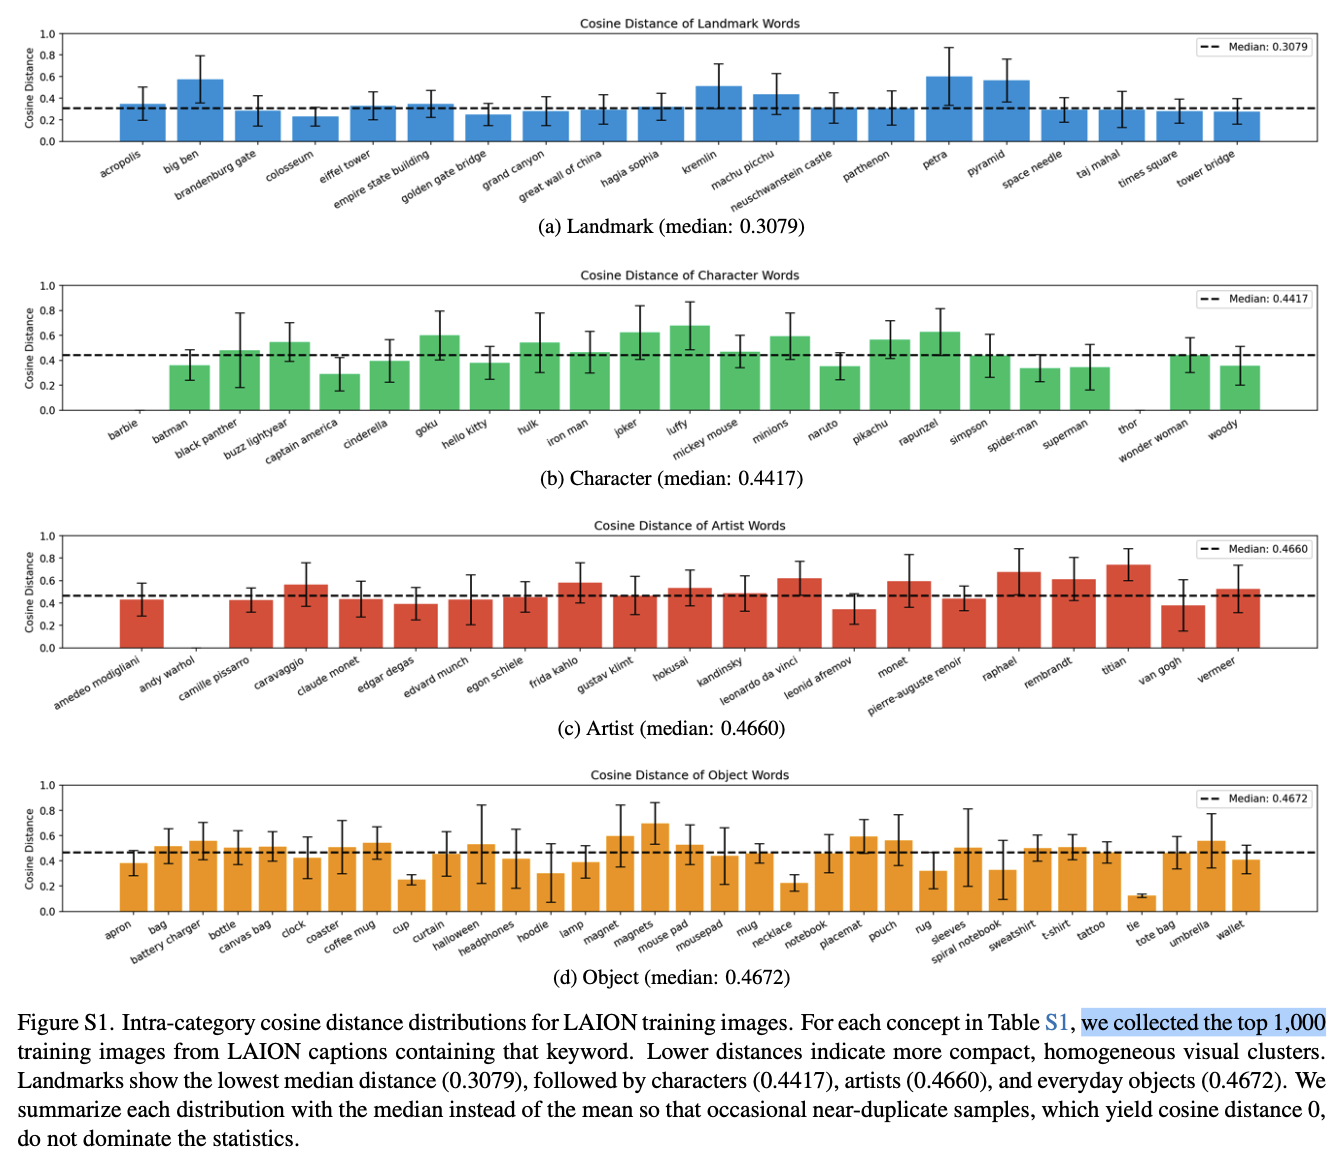 Cosine Distance of Landmark Words
Cosine Distance
1.0
0.8
0.6
0.4
0.2
0.0
Median: 0.3079
acropolis
big ben
brandenburg gate
colosseum
eiffel tower
empire state building
golden gate bridge
grand canyon
great wall of china
hagia sophia
kremlin
machu picchu
neuschwanstein castle
parthenon
petra
pyramid
space needle
taj mahal
times square
tower bridge
(a) Landmark (median: 0.3079)
Cosine Distance of Character Words
Cosine Distance
1.0
0.8
0.6
0.4
0.2
0.0
Median: 0.4417
barbie
batman
black panther
buzz lightyear
captain america
cinderella
goku
hello kitty
hulk
iron man
joker
luffy
mickey mouse
minions
naruto
pikachu
rapunzel
simpson
spider-man
superman
thor
wonder woman
woody
(b) Character (median: 0.4417)
Cosine Distance of Artist Words
Cosine Distance
1.0
0.8
0.6
0.4
0.2
0.0
Median: 0.4660
amedeo modigliani
andy warhol
camille pissarro
caravaggio
claude monet
edgar degas
edvard munch
egon schiele
frida kahlo
gustav klimt
hokusai
kandinsky
leonardo da vinci
leonid afremov
monet
pierre-auguste renoir
raphael
rembrandt
titian
van gogh
vermeer
(c) Artist (median: 0.4660)
Cosine Distance of Object Words
Cosine Distance
1.0
0.8
0.6
0.4
0.2
0.0
Median: 0.4672
apron
bag
battery charger
bottle
canvas bag
clock
coaster
coffee mug
cup
curtain
halloween
headphones
hoodie
lamp
magnet
magnets
mouse pad
mousepad
mug
necklace
notebook
placemat
pouch
rug
sleeves
spiral notebook
sweatshirt
t-shirt
tattoo
tie
tote bag
umbrella
wallet
(d) Object (median: 0.4672)
Figure S1. Intra-category cosine distance distributions for LAION training images. For each concept in Table S1, we collected the top 1,000
training images from LAION captions containing that keyword. Lower distances indicate more compact, homogeneous visual clusters.
Landmarks show the lowest median distance (0.3079), followed by characters (0.4417), artists (0.4660), and everyday objects (0.4672). We
summarize each distribution with the median instead of the mean so that occasional near-duplicate samples, which yield cosine distance 0,
do not dominate the statistics.